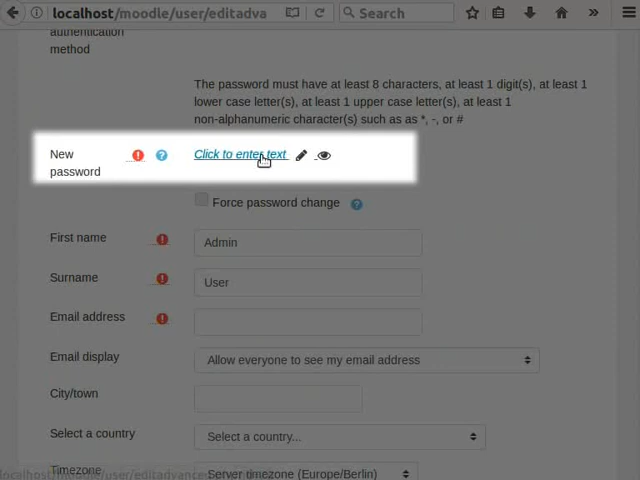 localhost/moodle/user/editadva
Search
authentication
method
The password must have at least 8 characters, at least 1 digit(s), at least 1
lower case letter(s), at least 1 upper case letter(s), at least 1
non-alphanumeric character(s) such as as *, -, or #
New
password
Click to enter text
Force password change
First name
Admin
Surname
User
Email address
Email display
Allow everyone to see my email address
City/town
Select a country
Select a country...
Timezone
Server timezone (Europe/Berlin)